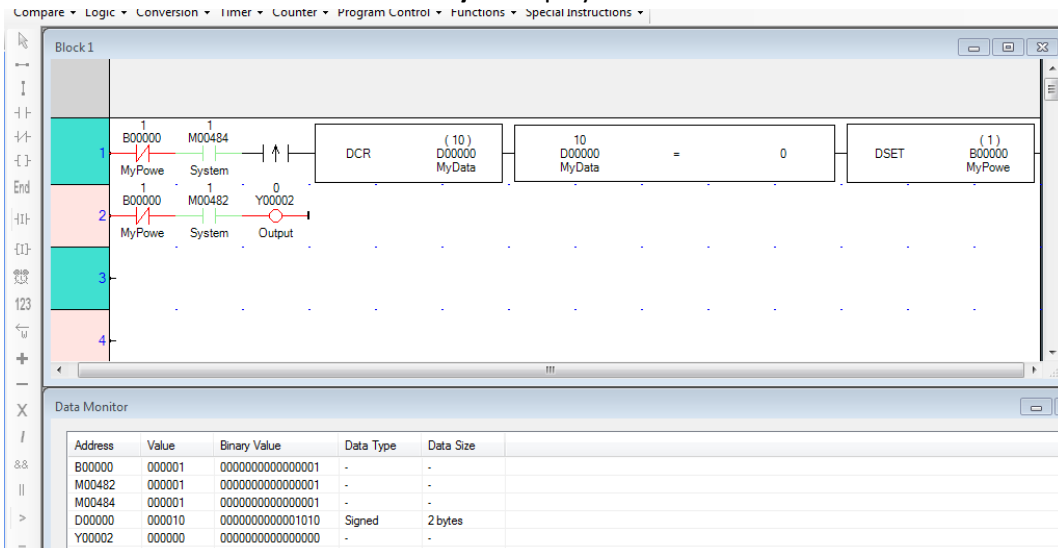 Compare Logic Conversion Timer Counter Program Control Functions Special Instructions
Block 1
1 1
B00000 M00484 ( 10 ) 10 ( 1 )
1 DCR D00000 D00000 = 0 DSET B00000
MyPowe System MyData MyData MyPowe
1 1 0
B00000 M00482 Y00002
2
MyPowe System Output
3
4
End
123
X
I
&&
||
>
Data Monitor
Address Value Binary Value Data Type Data Size
B00000 000001 0000000000000001 - -
M00482 000001 0000000000000001 - -
M00484 000001 0000000000000001 - -
D00000 000010 0000000000001010 Signed 2 bytes
Y00002 000000 0000000000000000 - -